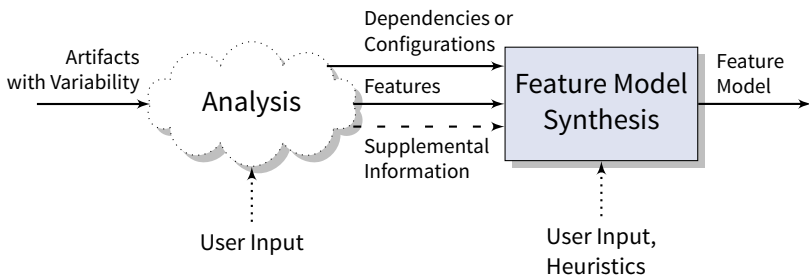 Artifacts
with Variability
Analysis
User Input
Dependencies or
Configurations
Features
Supplemental
Information
Feature Model
Synthesis
User Input,
Heuristics
Feature
Model